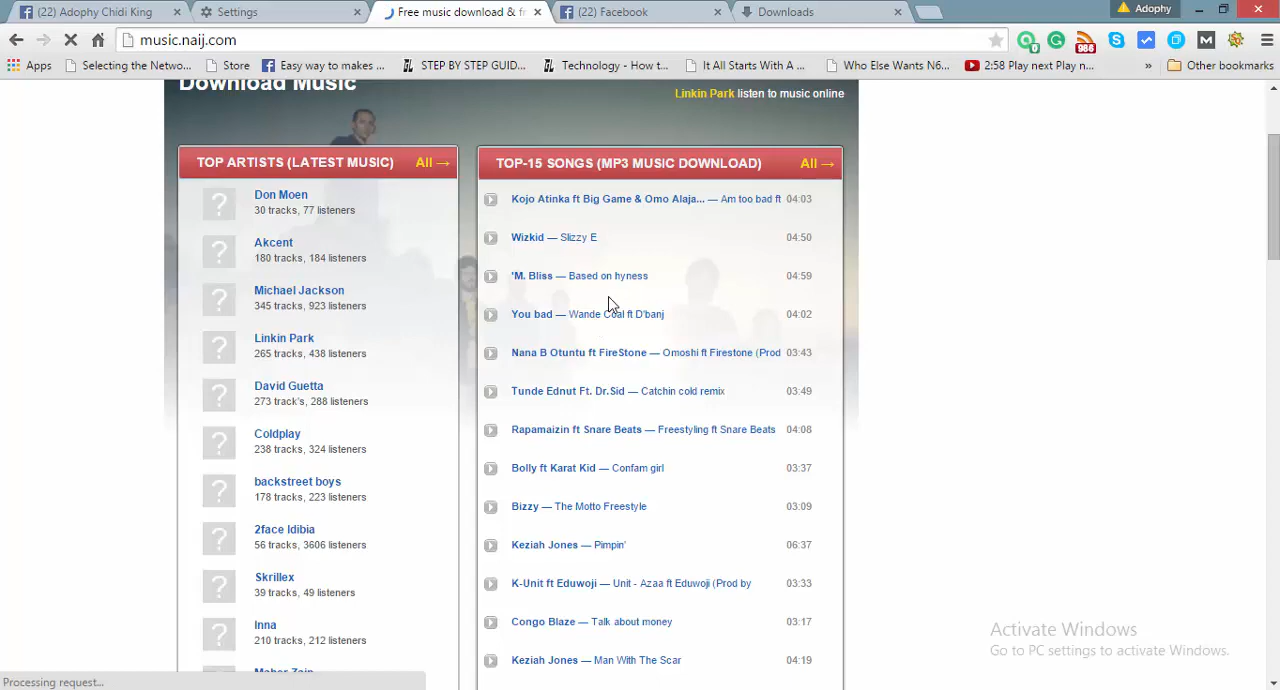 (22) Adophy Chidi King
Settings
Free music download & fr
(22) Facebook
Downloads
Adophy
music.naij.com
0
986
Apps
Selecting the Netwo...
Store
Easy way to makes ...
STEP BY STEP GUID...
Technology - How t...
It All Starts With A ...
Who Else Wants N6...
2:58 Play next Play n...
»
Other bookmarks
Download Music
Linkin Park listen to music online
TOP ARTISTS (LATEST MUSIC) All →
Don Moen
30 tracks, 77 listeners
Akcent
180 tracks, 184 listeners
Michael Jackson
345 tracks, 923 listeners
Linkin Park
265 tracks, 438 listeners
David Guetta
273 track's, 288 listeners
Coldplay
238 tracks, 324 listeners
backstreet boys
178 tracks, 223 listeners
2face Idibia
56 tracks, 3606 listeners
Skrillex
39 tracks, 49 listeners
Inna
210 tracks, 212 listeners
Maher Zain
TOP-15 SONGS (MP3 MUSIC DOWNLOAD) All →
Kojo Atinka ft Big Game & Omo Alaja... — Am too bad ft 04:03
Wizkid — Slizzy E 04:50
'M. Bliss — Based on hyness 04:59
You bad — Wande Coal ft D'banj 04:02
Nana B Otuntu ft FireStone — Omoshi ft Firestone (Prod 03:43
Tunde Ednut Ft. Dr.Sid — Catchin cold remix 03:49
Rapamaizin ft Snare Beats — Freestyling ft Snare Beats 04:08
Bolly ft Karat Kid — Confam girl 03:37
Bizzy — The Motto Freestyle 03:09
Keziah Jones — Pimpin' 06:37
K-Unit ft Eduwoji — Unit - Azaa ft Eduwoji (Prod by 03:33
Congo Blaze — Talk about money 03:17
Keziah Jones — Man With The Scar 04:19
Activate Windows
Go to PC settings to activate Windows.
Processing request...